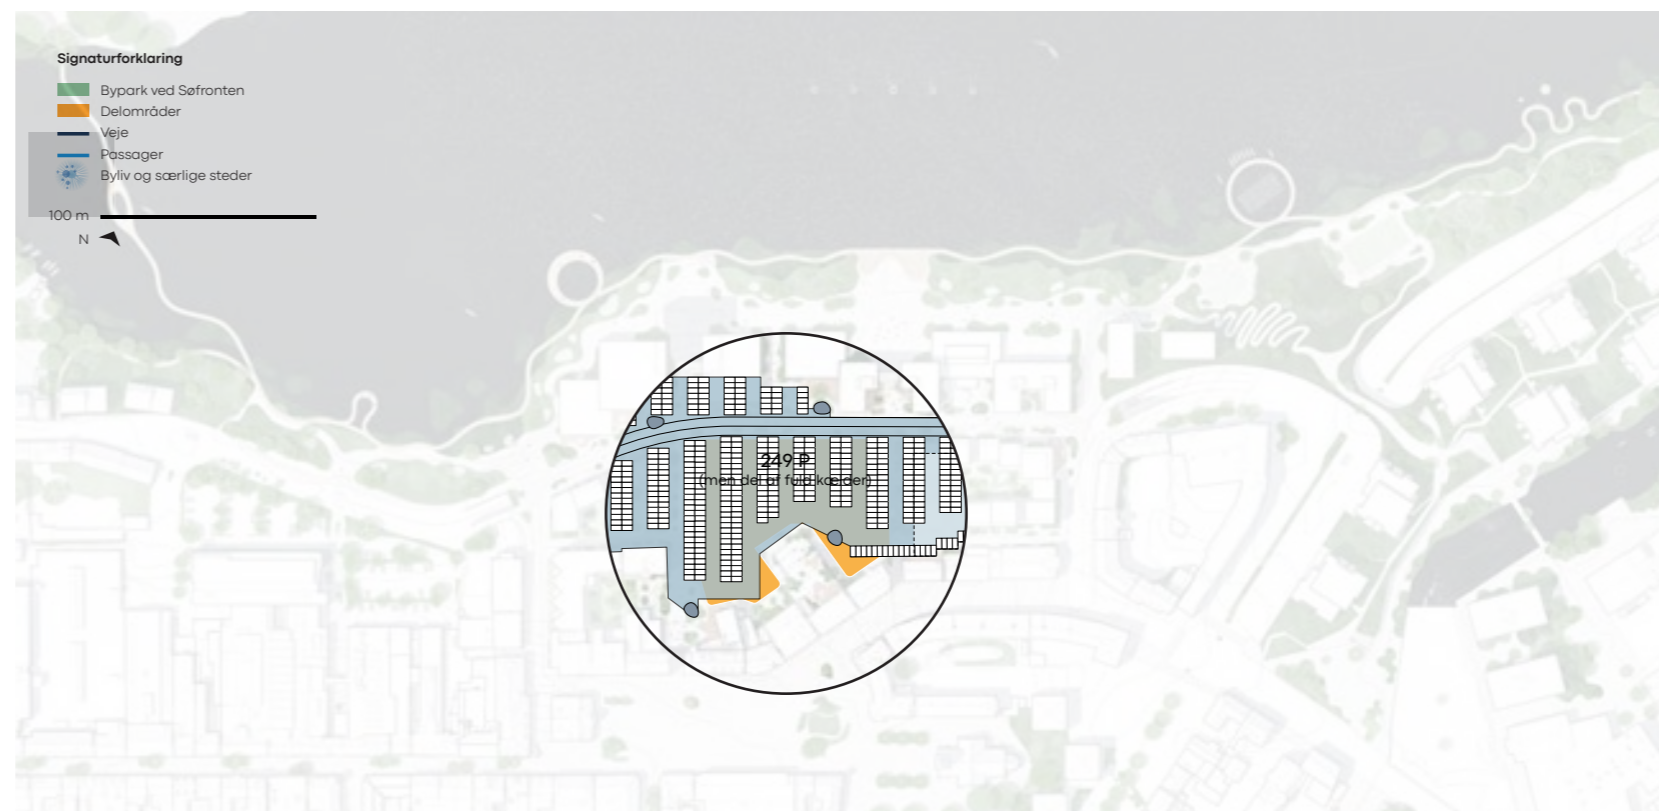 Signaturforklaring
Bypark ved Søfronten
Delområder
Veje
Passager
Byliv og særlige steder
100 m
N
249 P
(men del af fuld kælder)